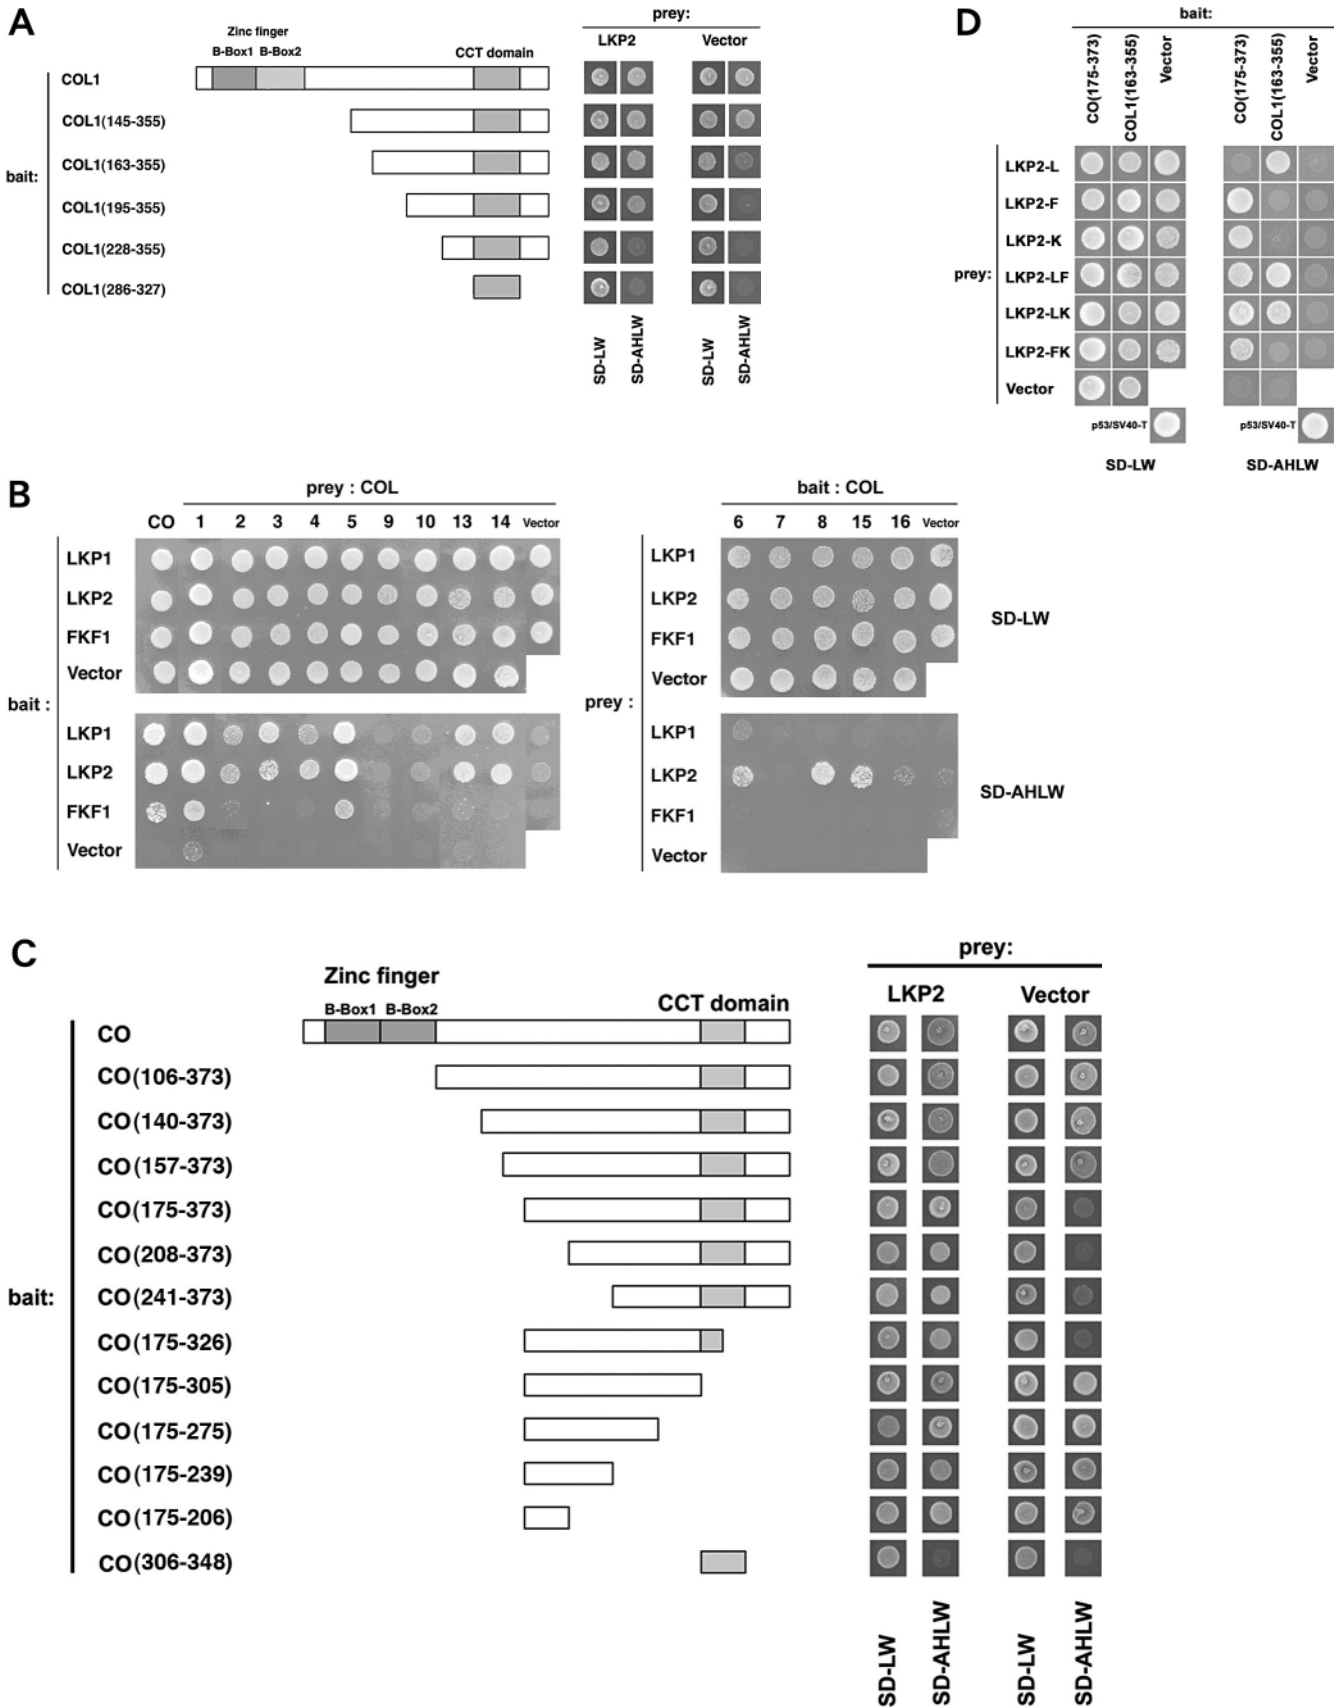 A
prey:
LKP2 Vector
Zinc finger
B-Box1 B-Box2
CCT domain
bait:
COL1
COL1(145-355)
COL1(163-355)
COL1(195-355)
COL1(228-355)
COL1(286-327)
SD-LW SD-AHLW SD-LW SD-AHLW
D
bait:
CO(175-373) COL1(163-355) Vector CO(175-373) COL1(163-355) Vector
prey:
LKP2-L
LKP2-F
LKP2-K
LKP2-LF
LKP2-LK
LKP2-FK
Vector
p53/SV40-T p53/SV40-T
SD-LW SD-AHLW
B
prey : COL
CO 1 2 3 4 5 9 10 13 14 Vector
bait :
LKP1
LKP2
FKF1
Vector
LKP1
LKP2
FKF1
Vector
bait : COL
6 7 8 15 16 Vector
prey :
LKP1
LKP2
FKF1
Vector
SD-LW
LKP1
LKP2
FKF1
Vector
SD-AHLW
C
prey:
LKP2 Vector
Zinc finger
B-Box1 B-Box2
CCT domain
bait:
CO
CO(106-373)
CO(140-373)
CO(157-373)
CO(175-373)
CO(208-373)
CO(241-373)
CO(175-326)
CO(175-305)
CO(175-275)
CO(175-239)
CO(175-206)
CO(306-348)
SD-LW SD-AHLW SD-LW SD-AHLW